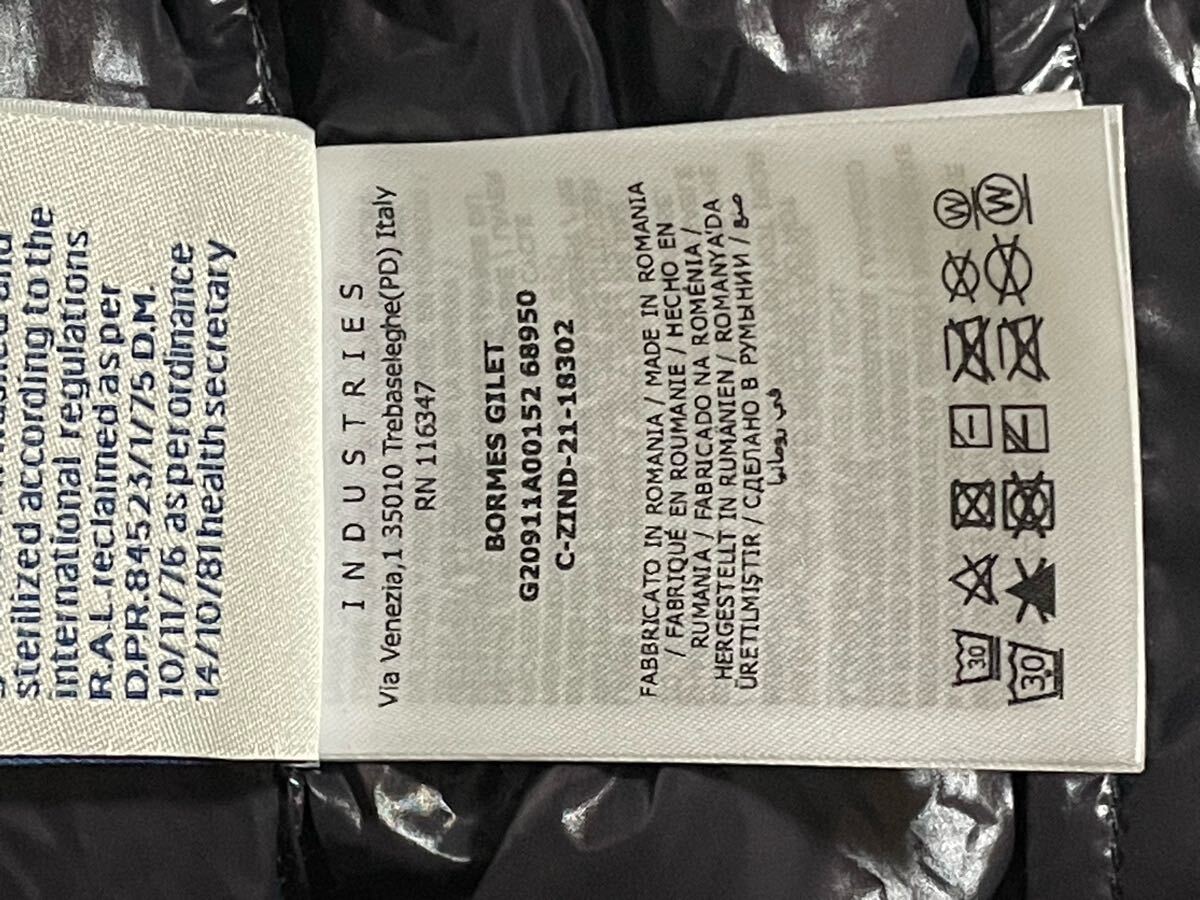 sterilized according to the
international regulations
R.A.L. reclaimed as per
D.P.R.84523/1/75 D.M.
10/11/76 as per ordinance
14/10/81 health secretary
INDUSTRIES
Via Venezia,1 35010 Trebaseleghe(PD) Italy
RN 116347
BORMES GILET
G20911A00152 68950
C-ZIND-21-18302
FABBRICATO IN ROMANIA / MADE IN ROMANIA
/ FABRIQUÉ EN ROUMANIE / HECHO EN
RUMANIA / FABRICADO NA ROMÉNIA /
HERGESTELLT IN RUMÄNIEN / ROMANYA'DA
ÜRETILMIŞTIR / СДЕЛАНО В РУМЫНИИ / صنع
في رومانيا
30 W
30 W